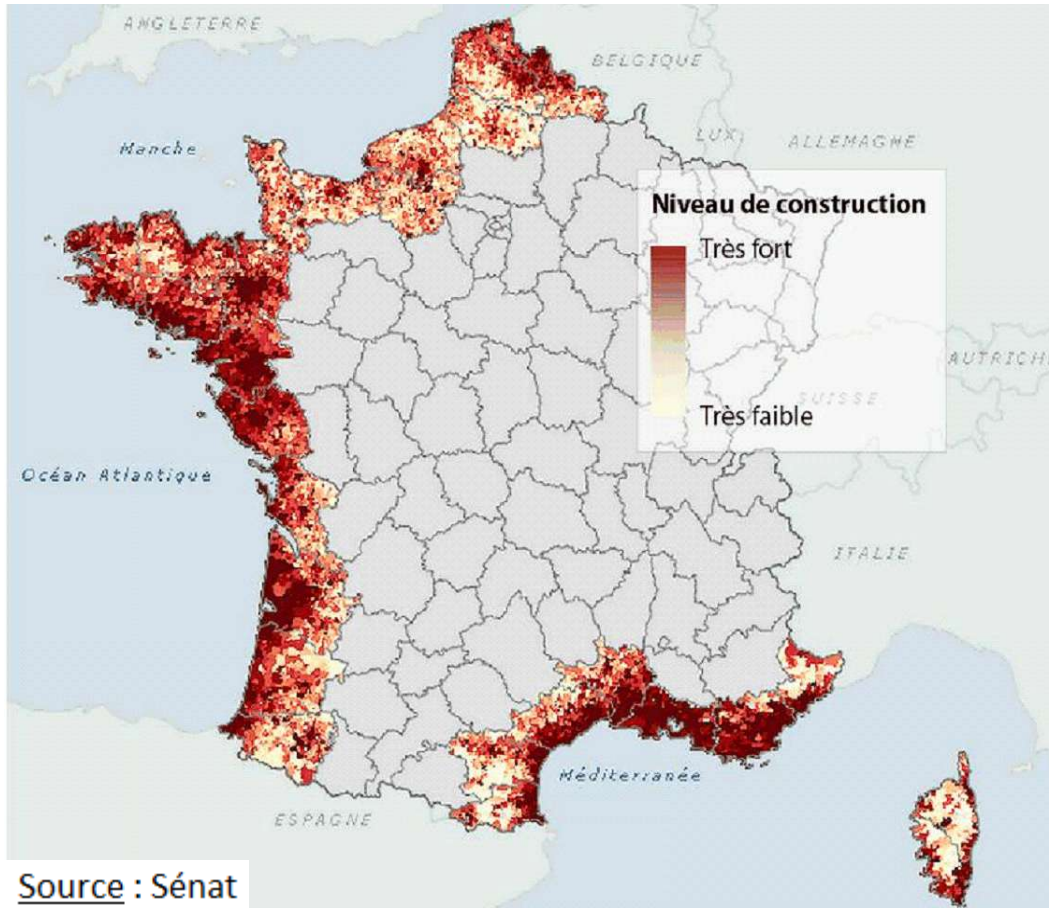 ANGLETERRE
BELGIQUE
Manche
LUX
ALLEMAGNE
Niveau de construction
Très fort
AUTRICHE
SUISSE
Très faible
Océan Atlantique
ITALIE
Méditerranée
ESPAGNE
Source : Sénat